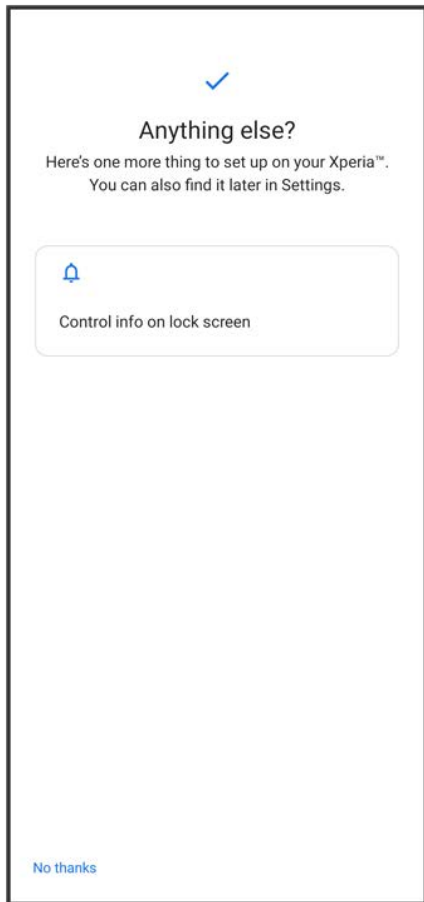 Anything else?
Here's one more thing to set up on your Xperia™.
You can also find it later in Settings.
Control info on lock screen
No thanks